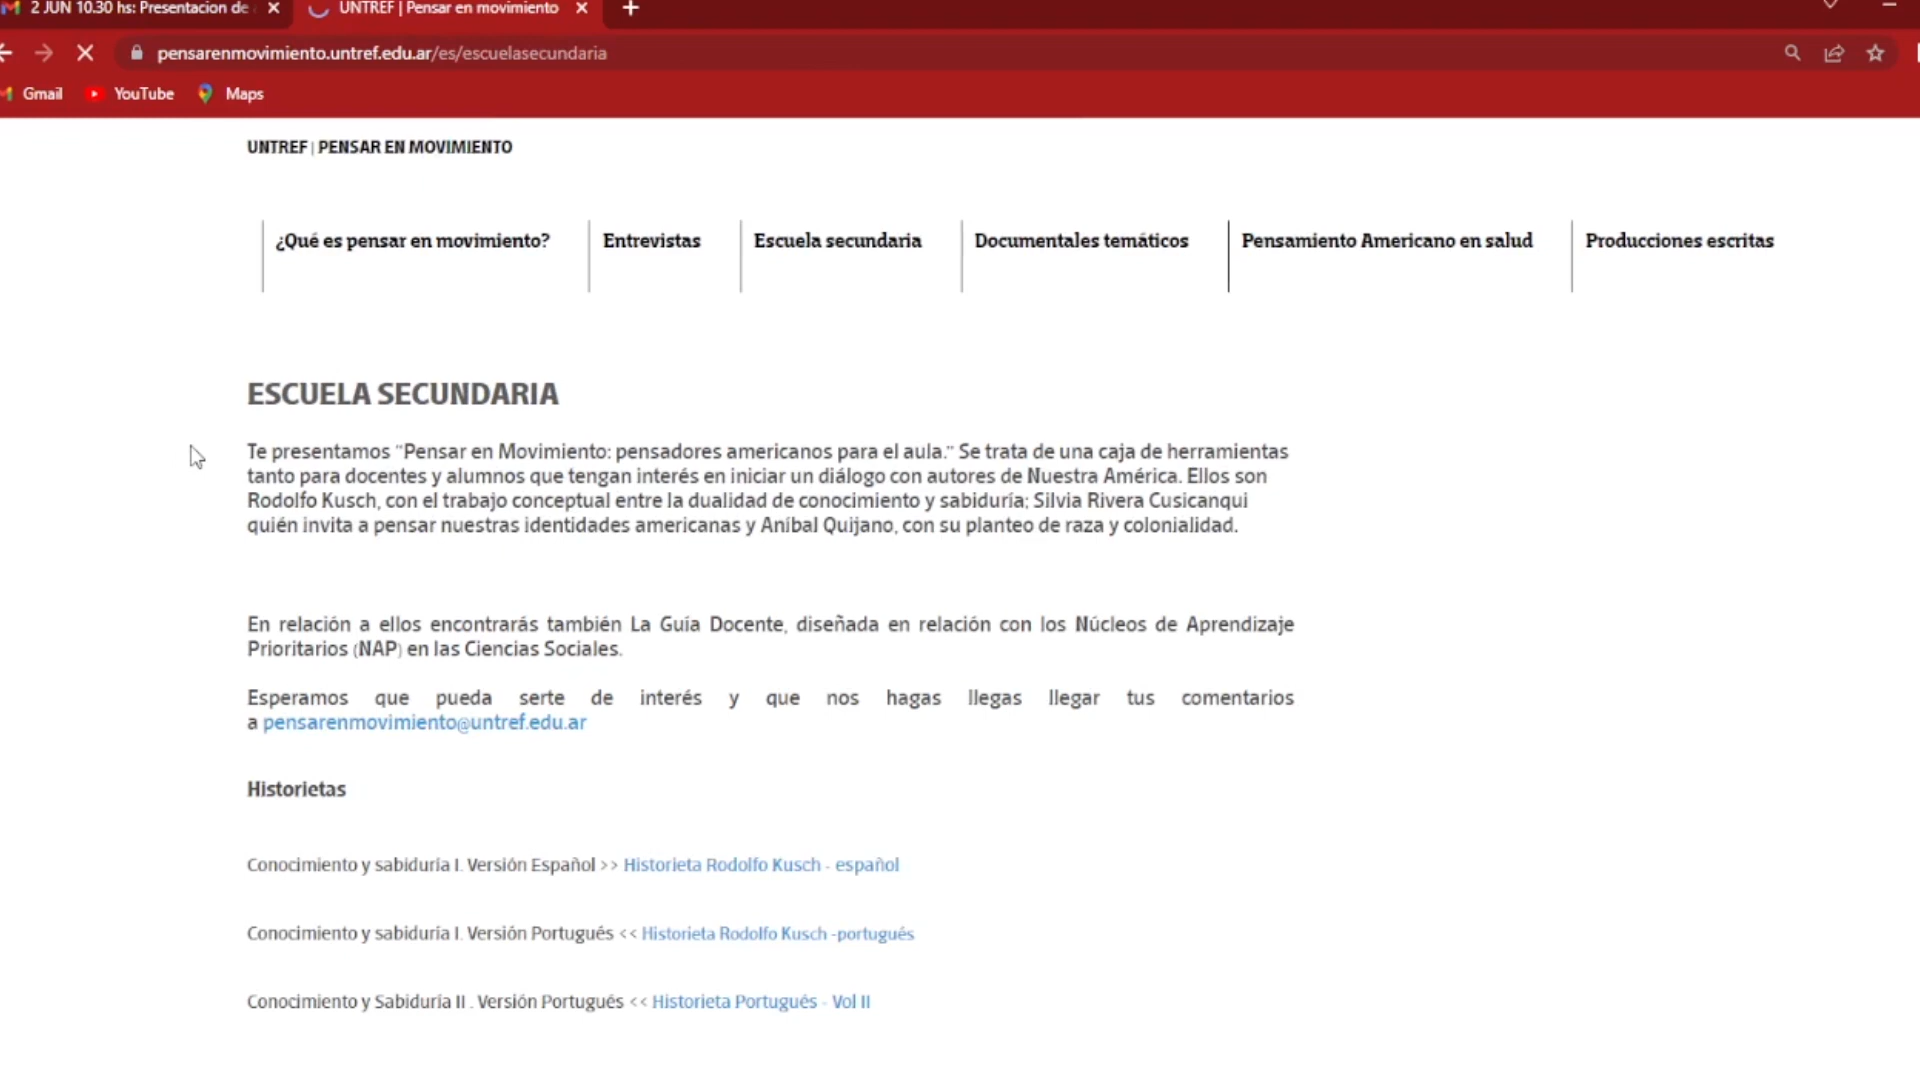 2 JUN 10.30 hs: Presentacion de
UNTREF | Pensar en movimiento
pensarenmovimiento.untref.edu.ar/es/escuelasecundaria
Gmail YouTube Maps
UNTREF | PENSAR EN MOVIMIENTO
¿Qué es pensar en movimiento? Entrevistas Escuela secundaria Documentales temáticos Pensamiento Americano en salud Producciones escritas
ESCUELA SECUNDARIA
Te presentamos "Pensar en Movimiento: pensadores americanos para el aula." Se trata de una caja de herramientas
tanto para docentes y alumnos que tengan interés en iniciar un diálogo con autores de Nuestra América. Ellos son
Rodolfo Kusch, con el trabajo conceptual entre la dualidad de conocimiento y sabiduría; Silvia Rivera Cusicanqui
quién invita a pensar nuestras identidades americanas y Aníbal Quijano, con su planteo de raza y colonialidad.
En relación a ellos encontrarás también La Guía Docente, diseñada en relación con los Núcleos de Aprendizaje
Prioritarios (NAP) en las Ciencias Sociales.
Esperamos que pueda serte de interés y que nos hagas llegas llegar tus comentarios
a pensarenmovimiento@untref.edu.ar
Historietas
Conocimiento y sabiduría I. Versión Español >> Historieta Rodolfo Kusch - español
Conocimiento y sabiduría I. Versión Portugués << Historieta Rodolfo Kusch -portugués
Conocimiento y Sabiduría II . Versión Portugués << Historieta Portugués - Vol II